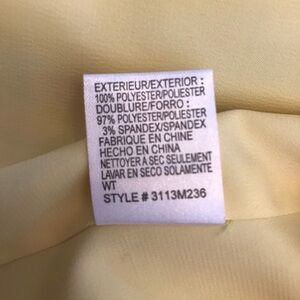 EXTERIEUR/EXTERIOR :
100% POLYESTER/POLIESTER
DOUBLURE/FORRO :
97% POLYESTER/POLIESTER
3% SPANDEX/SPANDEX
FABRIQUE EN CHINE
HECHO EN CHINA
NETTOYER A SEC SEULEMENT
LAVAR EN SECO SOLAMENTE
WT
STYLE # 3113M236